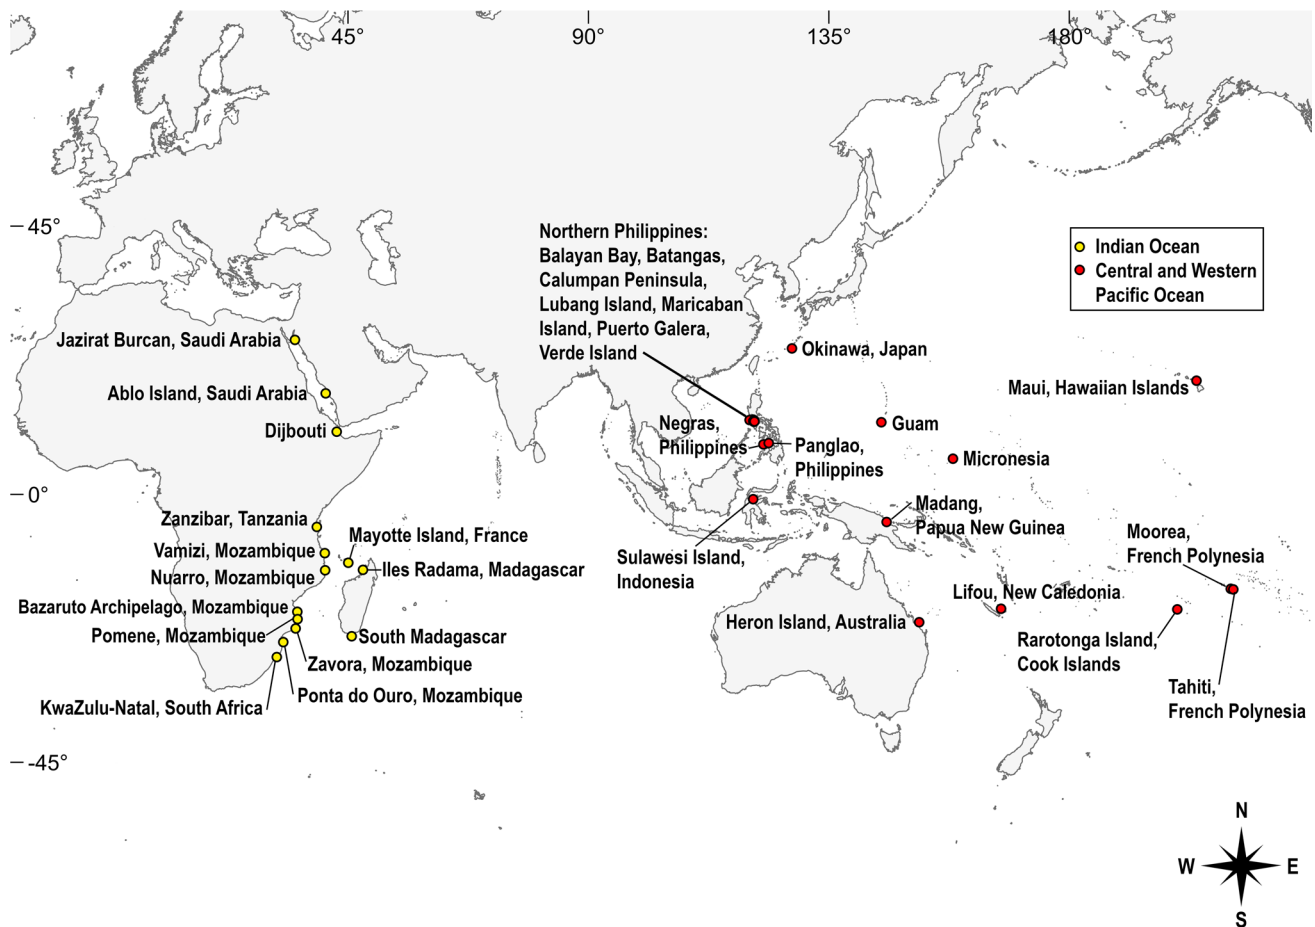 45°
90°
135°
180°
45°
Northern Philippines:
Balayan Bay, Batangas,
Calumpan Peninsula,
Lubang Island, Maricaban
Island, Puerto Galera,
Verde Island
Indian Ocean
Central and Western
Pacific Ocean
Jazirat Burcan, Saudi Arabia
Okinawa, Japan
Ablo Island, Saudi Arabia
Maui, Hawaiian Islands
Dijbouti
Negras,
Philippines
Guam
Panglao,
Philippines
Micronesia
0°
Zanzibar, Tanzania
Madang,
Papua New Guinea
Mayotte Island, France
Vamizi, Mozambique
Nuarro, Mozambique
Iles Radama, Madagascar
Sulawesi Island,
Indonesia
Moorea,
French Polynesia
Lifou, New Caledonia
Bazaruto Archipelago, Mozambique
Pomene, Mozambique
South Madagascar
Heron Island, Australia
Rarotonga Island,
Cook Islands
Zavora, Mozambique
Ponta do Ouro, Mozambique
KwaZulu-Natal, South Africa
Tahiti,
French Polynesia
-45°
N
W
E
S